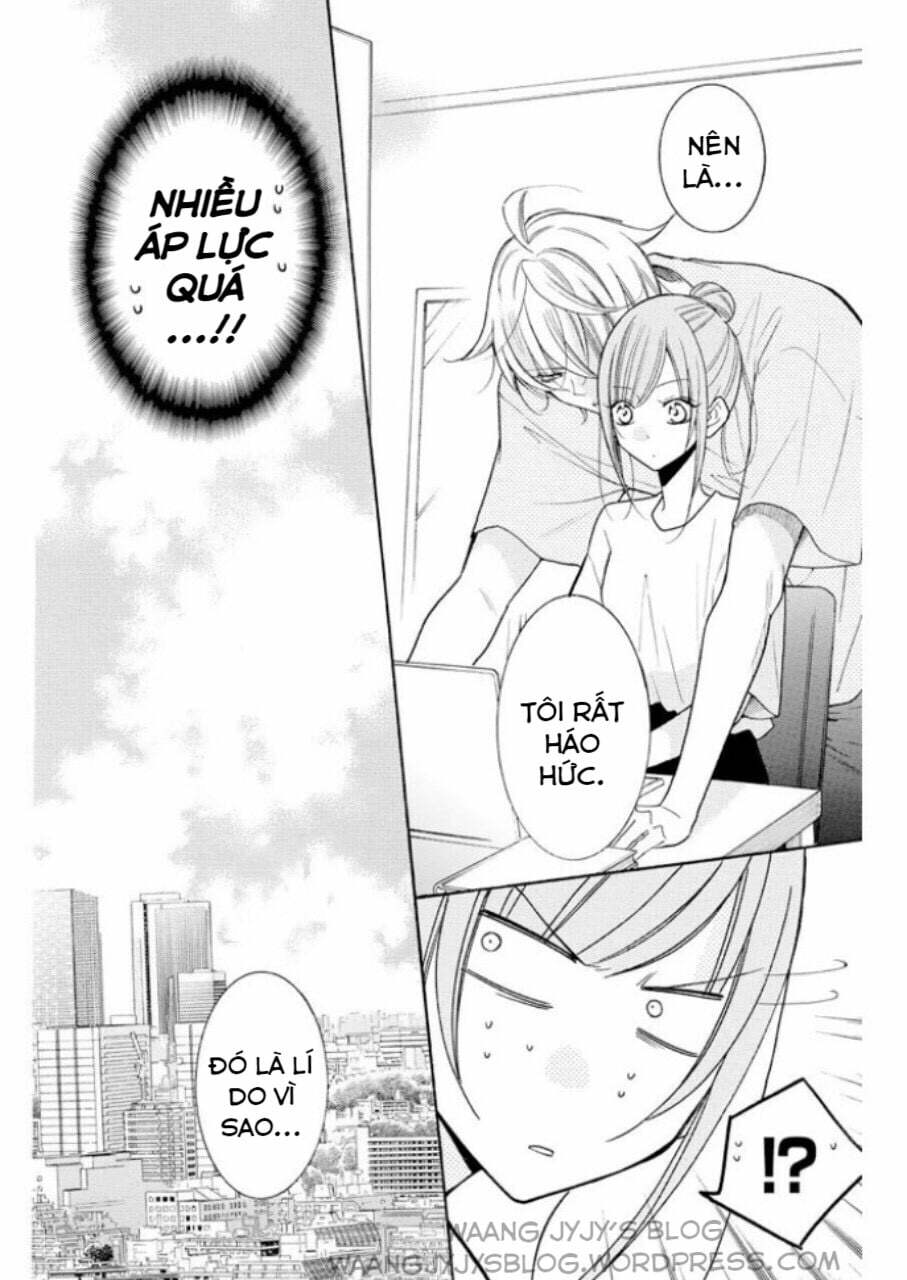 NÊN
LÀ...
TÔI RẤT
HÁO
HỨC.
!?
NHIỀU
ÁP LỰC
QUÁ
...!!
ĐÓ LÀ LÍ
DO VÌ
SAO...
WAANG JYJY'S BLOG
WAANGJYJYSBLOG.WORDPRESS.COM